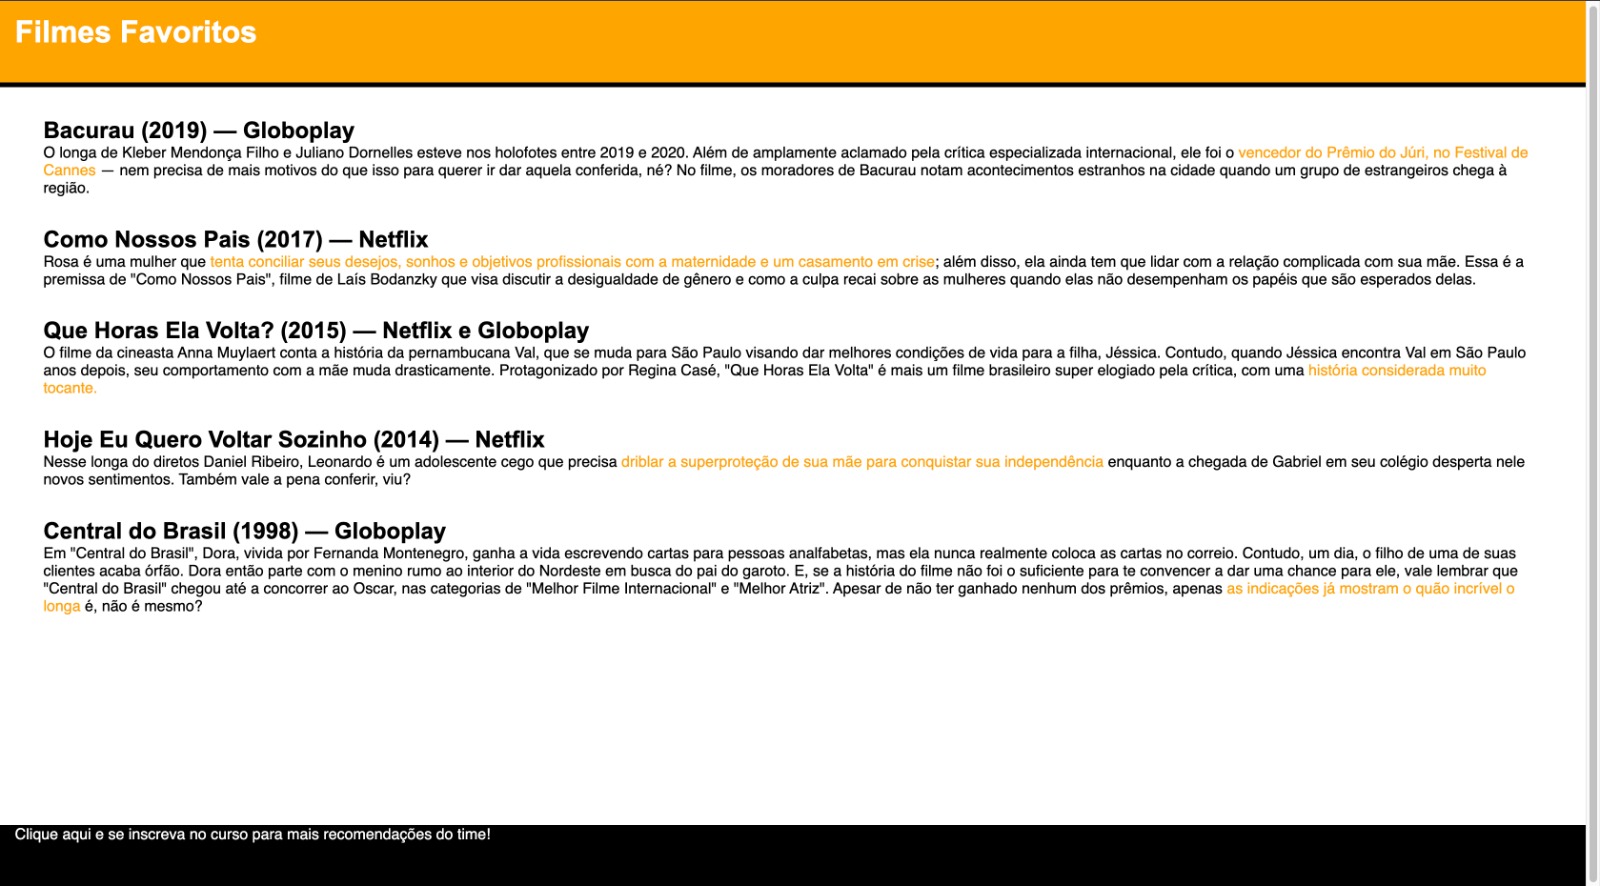 Filmes Favoritos
Bacurau (2019) — Globoplay
O longa de Kleber Mendonça Filho e Juliano Dornelles esteve nos holofotes entre 2019 e 2020. Além de amplamente aclamado pela crítica especializada internacional, ele foi o vencedor do Prêmio do Júri, no Festival de
Cannes — nem precisa de mais motivos do que isso para querer ir dar aquela conferida, né? No filme, os moradores de Bacurau notam acontecimentos estranhos na cidade quando um grupo de estrangeiros chega à
região.
Como Nossos Pais (2017) — Netflix
Rosa é uma mulher que tenta conciliar seus desejos, sonhos e objetivos profissionais com a maternidade e um casamento em crise; além disso, ela ainda tem que lidar com a relação complicada com sua mãe. Essa é a
premissa de "Como Nossos Pais", filme de Laís Bodanzky que visa discutir a desigualdade de gênero e como a culpa recai sobre as mulheres quando elas não desempenham os papéis que são esperados delas.
Que Horas Ela Volta? (2015) — Netflix e Globoplay
O filme da cineasta Anna Muylaert conta a história da pernambucana Val, que se muda para São Paulo visando dar melhores condições de vida para a filha, Jéssica. Contudo, quando Jéssica encontra Val em São Paulo
anos depois, seu comportamento com a mãe muda drasticamente. Protagonizado por Regina Casé, "Que Horas Ela Volta" é mais um filme brasileiro super elogiado pela crítica, com uma história considerada muito
tocante.
Hoje Eu Quero Voltar Sozinho (2014) — Netflix
Nesse longa do diretos Daniel Ribeiro, Leonardo é um adolescente cego que precisa driblar a superproteção de sua mãe para conquistar sua independência enquanto a chegada de Gabriel em seu colégio desperta nele
novos sentimentos. Também vale a pena conferir, viu?
Central do Brasil (1998) — Globoplay
Em "Central do Brasil", Dora, vivida por Fernanda Montenegro, ganha a vida escrevendo cartas para pessoas analfabetas, mas ela nunca realmente coloca as cartas no correio. Contudo, um dia, o filho de uma de suas
clientes acaba órfão. Dora então parte com o menino rumo ao interior do Nordeste em busca do pai do garoto. E, se a história do filme não foi o suficiente para te convencer a dar uma chance para ele, vale lembrar que
"Central do Brasil" chegou até a concorrer ao Oscar, nas categorias de "Melhor Filme Internacional" e "Melhor Atriz". Apesar de não ter ganhado nenhum dos prêmios, apenas as indicações já mostram o quão incrível o
longa é, não é mesmo?
Clique aqui e se inscreva no curso para mais recomendações do time!